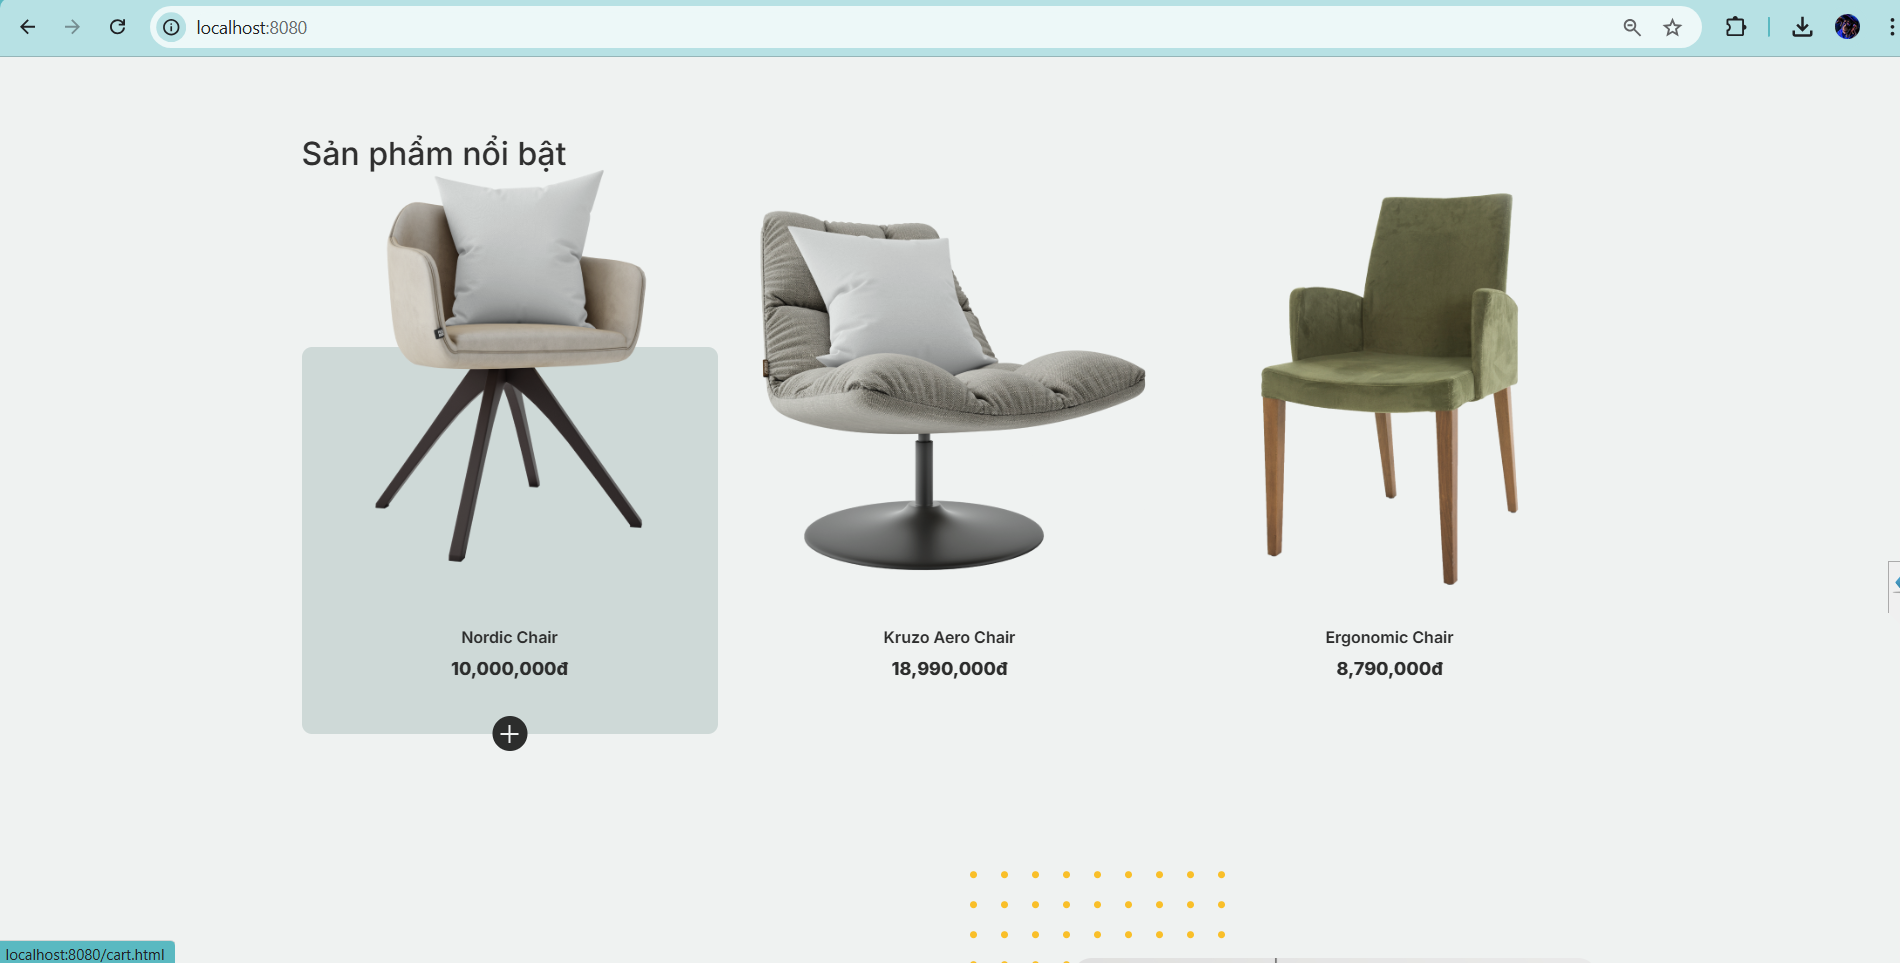 localhost:8080
Sản phẩm nổi bật
Nordic Chair
10,000,000đ
Kruzo Aero Chair
18,990,000đ
Ergonomic Chair
8,790,000đ
localhost:8080/cart.html